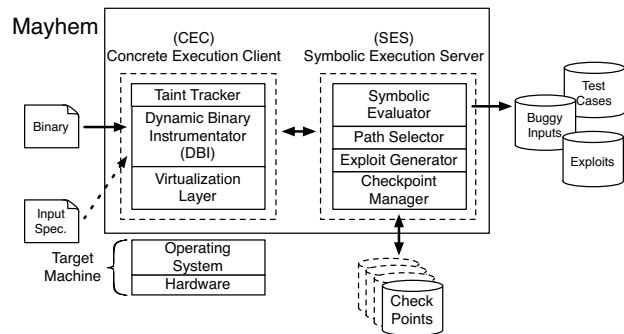 Mayhem
(CEC)
Concrete Execution Client
(SES)
Symbolic Execution Server
Taint Tracker
Dynamic Binary
Instrumentator
(DBI)
Virtualization
Layer
Symbolic
Evaluator
Path Selector
Exploit Generator
Checkpoint
Manager
Binary
Input
Spec.
Test
Cases
Buggy
Inputs
Exploits
Target
Machine
Operating
System
Hardware
Check
Points